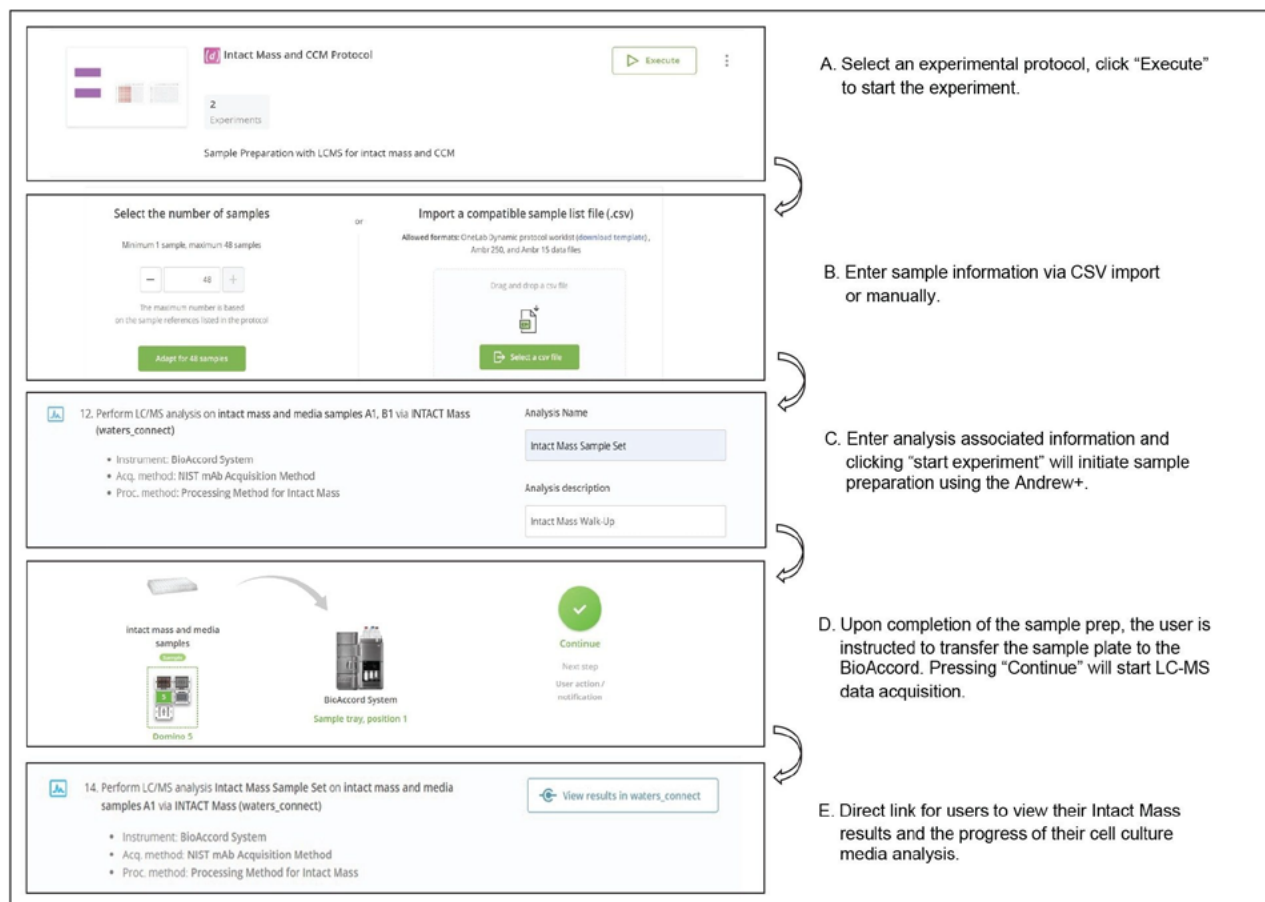 {d} Intact Mass and CCM Protocol
Execute
2
Experiments
Sample Preparation with LCMS for intact mass and CCM
A. Select an experimental protocol, click “Execute”
to start the experiment.
Select the number of samples
Minimum 1 sample, maximum 48 samples
48
The maximum number is based
on the sample references listed in the protocol
Adapt for 48 samples
or
Import a compatible sample list file (.csv)
Allowed formats: OneLab Dynamic protocol worklist (download template),
Ambr 250, and Ambr 15 data files
Drag and drop a csv file
Select a csv file
B. Enter sample information via CSV import
or manually.
12. Perform LC/MS analysis on intact mass and media samples A1, B1 via INTACT Mass
(waters_connect)
• Instrument: BioAccord System
• Acq. method: NIST mAb Acquisition Method
• Proc. method: Processing Method for Intact Mass
Analysis Name
Intact Mass Sample Set
Analysis description
Intact Mass Walk-Up
C. Enter analysis associated information and
clicking “start experiment” will initiate sample
preparation using the Andrew+.
intact mass and media
samples
Sample
5
Domino 5
BioAccord System
Sample tray, position 1
Continue
Next step
User action /
notification
D. Upon completion of the sample prep, the user is
instructed to transfer the sample plate to the
BioAccord. Pressing “Continue” will start LC-MS
data acquisition.
14. Perform LC/MS analysis Intact Mass Sample Set on intact mass and media
samples A1 via INTACT Mass (waters_connect)
• Instrument: BioAccord System
• Acq. method: NIST mAb Acquisition Method
• Proc. method: Processing Method for Intact Mass
View results in waters_connect
E. Direct link for users to view their Intact Mass
results and the progress of their cell culture
media analysis.